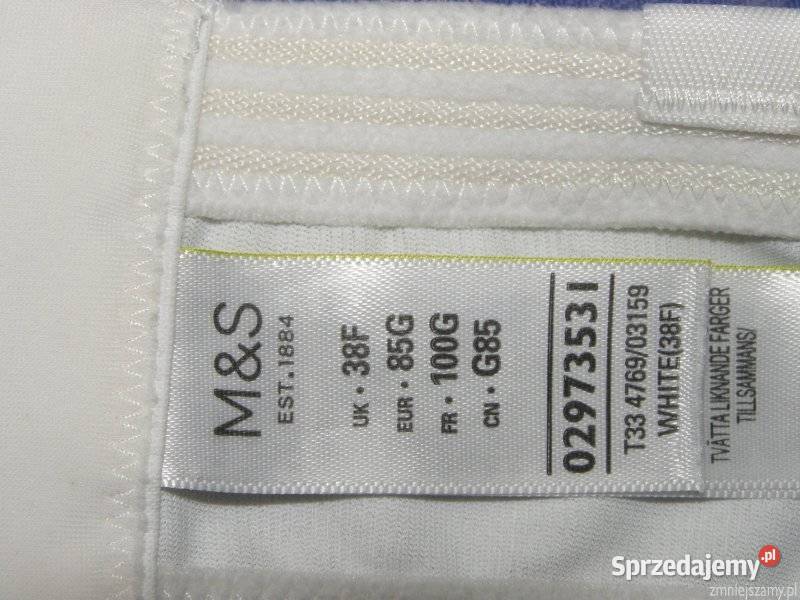 M&S
EST.1884
UK · 38F
EUR · 85G
FR · 100G
CN · G85
02973531
T33 4769/03159
WHITE(38F)
TVÄTTA LIKNANDE FÄRGER
TILLSAMMANS/
Sprzedajemy.pl
zmniejszamy.pl